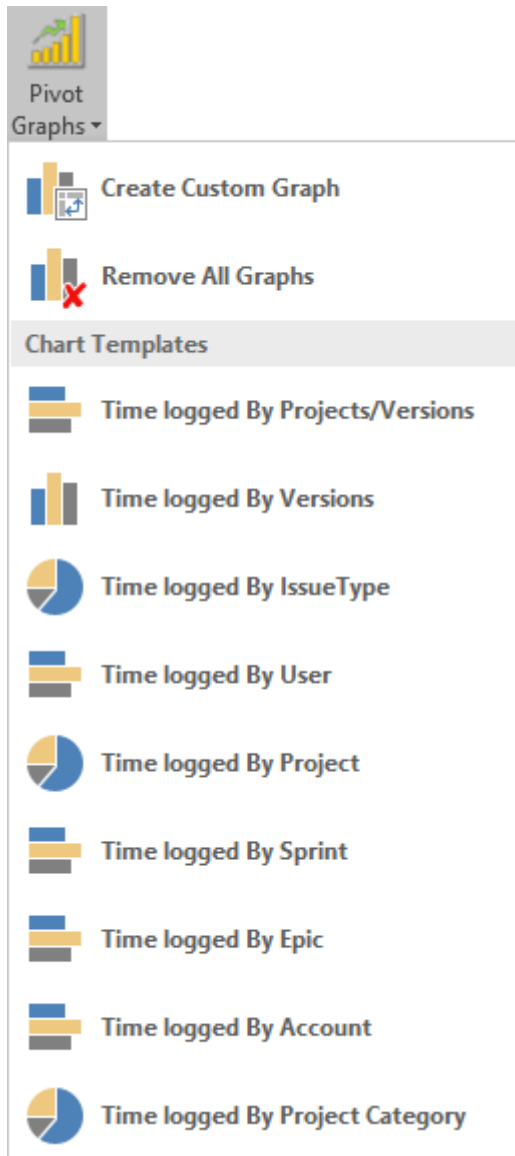 Pivot
Graphs
Create Custom Graph
Remove All Graphs
Chart Templates
Time logged By Projects/Versions
Time logged By Versions
Time logged By IssueType
Time logged By User
Time logged By Project
Time logged By Sprint
Time logged By Epic
Time logged By Account
Time logged By Project Category